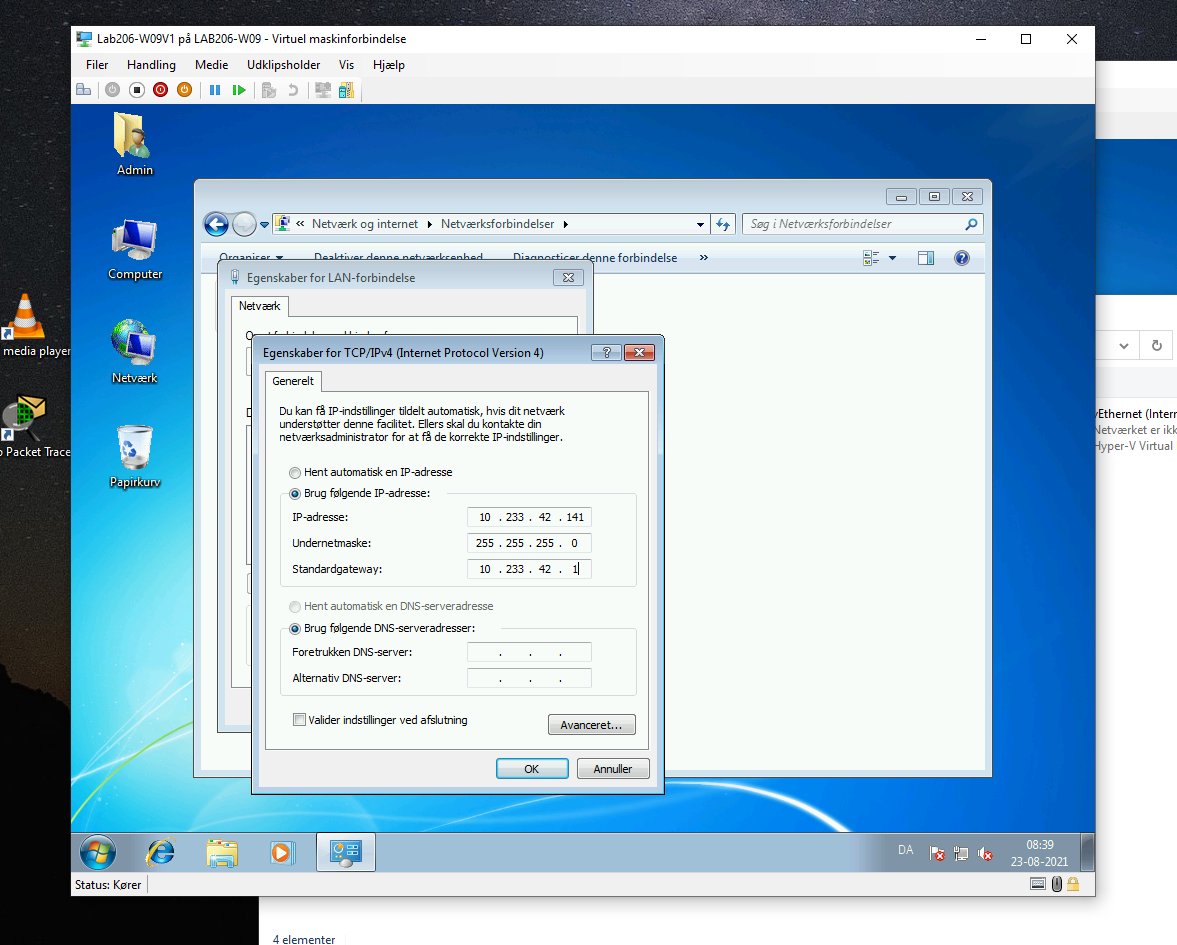 Lab206-W09V1 på LAB206-W09 - Virtuel maskinforbindelse
Filer Handling Medie Udklipsholder Vis Hjælp
Admin
Computer
Netværk
Papirkurv
media player
Packet Trace
« Netværk og internet Netværksforbindelser
Søg i Netværksforbindelser
Organiser Deaktiver denne netværksenhed Diagnosticer denne forbindelse »
Egenskaber for LAN-forbindelse
Netværk
Egenskaber for TCP/IPv4 (Internet Protocol Version 4)
Generelt
Du kan få IP-indstillinger tildelt automatisk, hvis dit netværk
understøtter denne facilitet. Ellers skal du kontakte din
netværksadministrator for at få de korrekte IP-indstillinger.
Hent automatisk en IP-adresse
Brug følgende IP-adresse:
IP-adresse: 10 . 233 . 42 . 141
Undernetmaske: 255 . 255 . 255 . 0
Standardgateway: 10 . 233 . 42 . 1
Hent automatisk en DNS-serveradresse
Brug følgende DNS-serveradresser:
Foretrukken DNS-server: . . .
Alternativ DNS-server: . . .
Valider indstillinger ved afslutning
Avanceret...
OK Annuller
Ethernet (Inter
Netværket er ikk
Hyper-V Virtual
DA
08:39
23-08-2021
Status: Kører
4 elementer